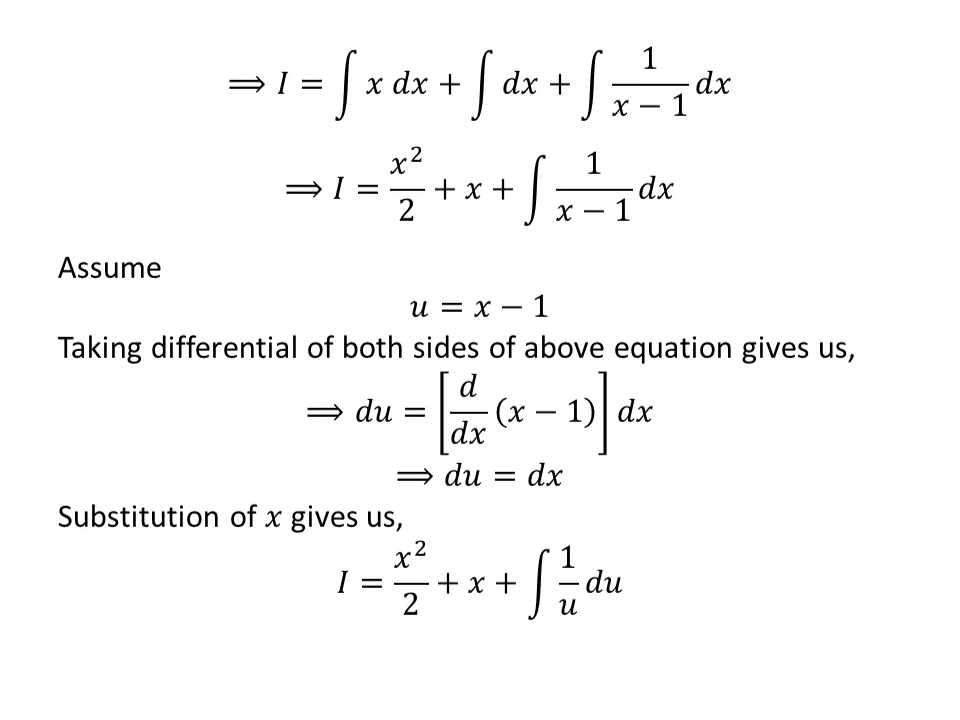 ⟹ 𝐼 = ∫ 𝑥 𝑑𝑥 + ∫ 𝑑𝑥 + ∫ 1/(𝑥 − 1) 𝑑𝑥
⟹ 𝐼 = 𝑥²/2 + 𝑥 + ∫ 1/(𝑥 − 1) 𝑑𝑥
Assume
𝑢 = 𝑥 − 1
Taking differential of both sides of above equation gives us,
⟹ 𝑑𝑢 = [𝑑/𝑑𝑥 (𝑥 − 1)] 𝑑𝑥
⟹ 𝑑𝑢 = 𝑑𝑥
Substitution of 𝑥 gives us,
𝐼 = 𝑥²/2 + 𝑥 + ∫ 1/𝑢 𝑑𝑢